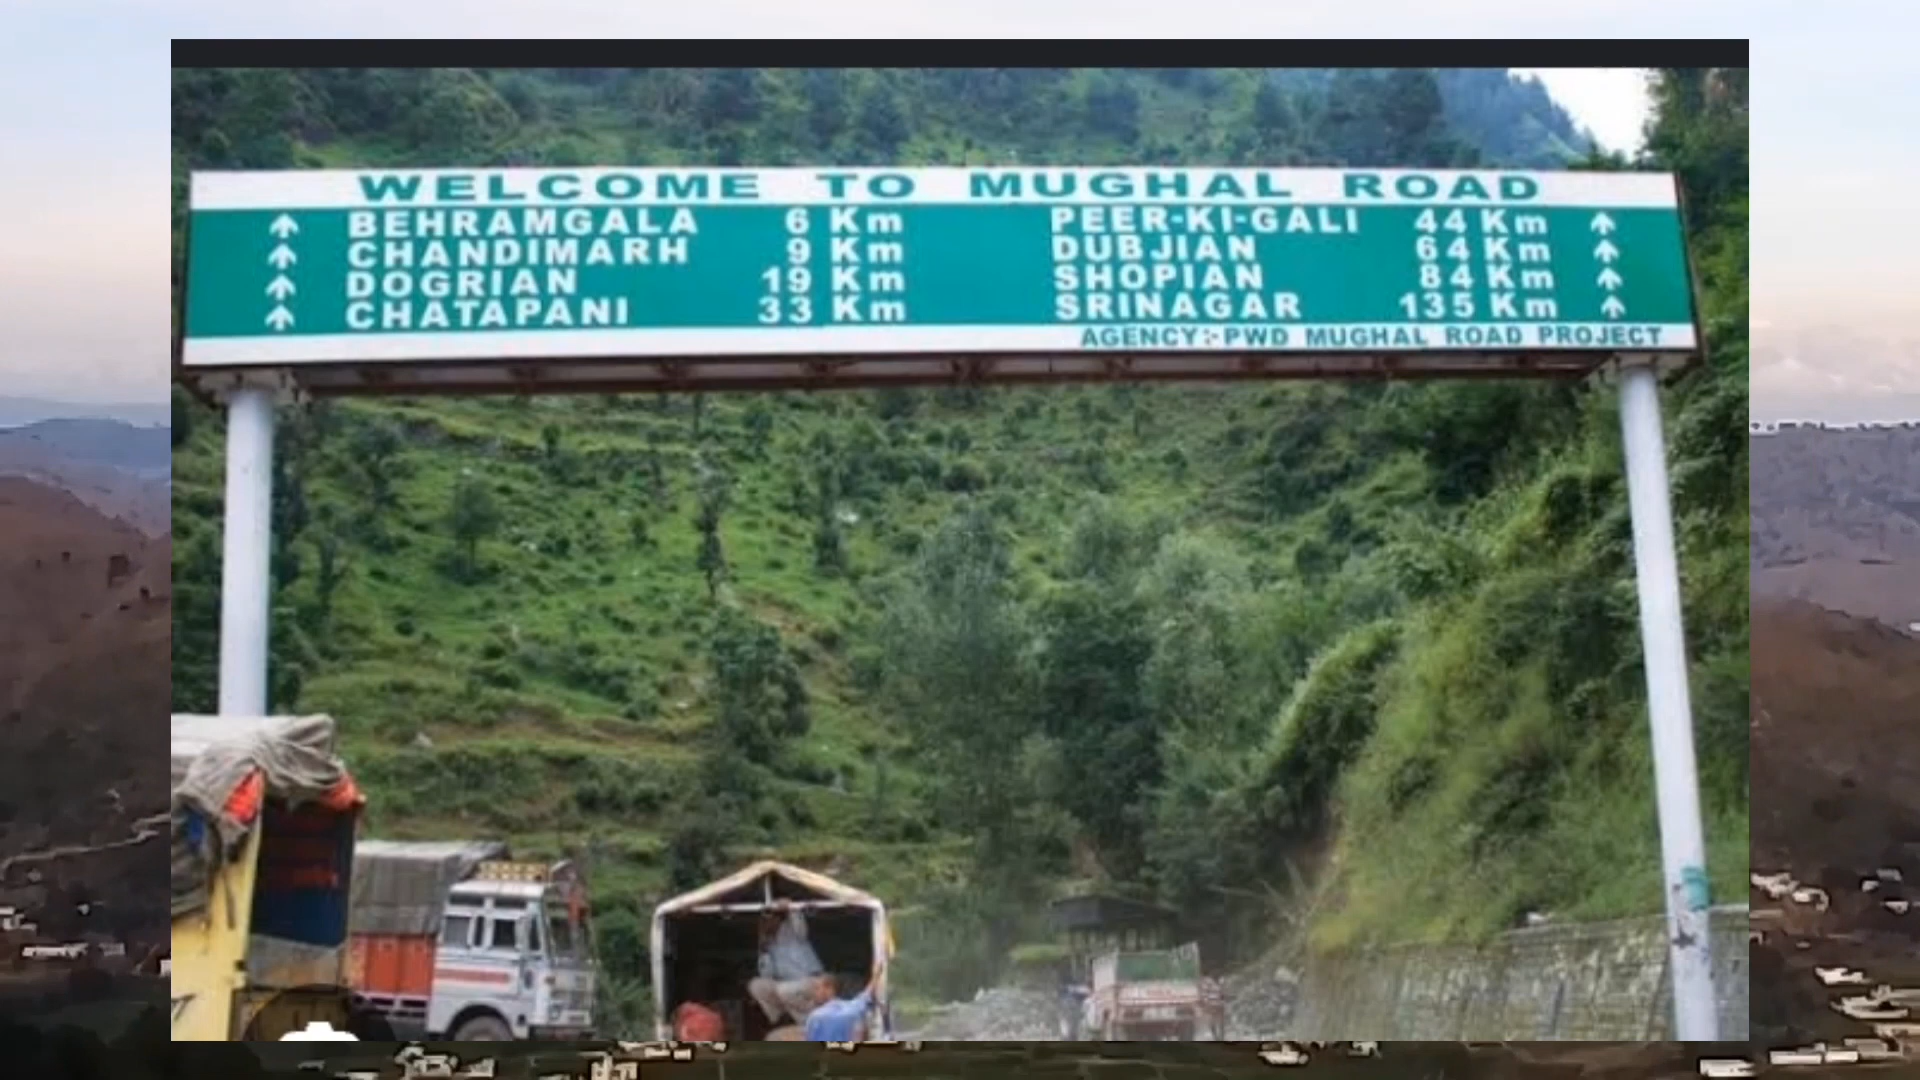 WELCOME TO MUGHAL ROAD
BEHRAMGALA 6 Km
CHANDIMARH 9 Km
DOGRIAN 19 Km
CHATAPANI 33 Km
PEER-KI-GALI 44 Km
DUBJIAN 64 Km
SHOPIAN 84 Km
SRINAGAR 135 Km
AGENCY:-PWD MUGHAL ROAD PROJECT